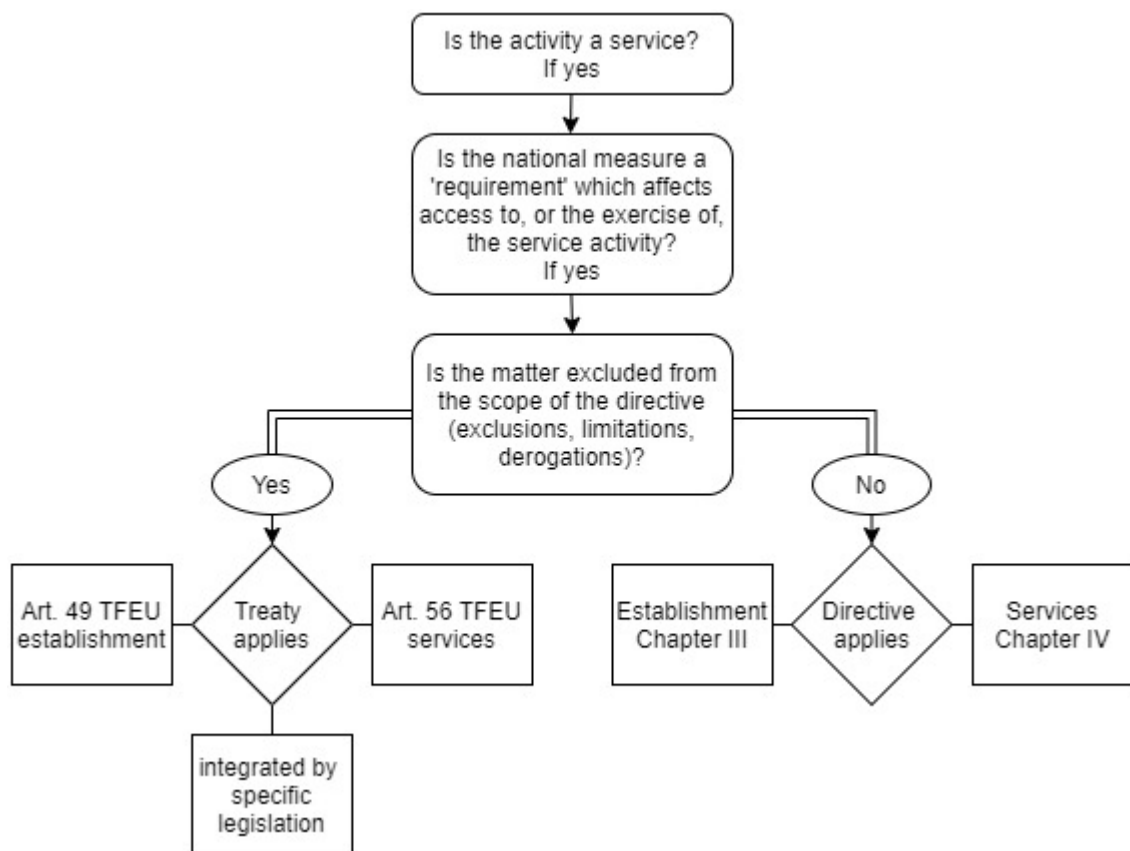 Is the activity a service?
If yes
Is the national measure a
'requirement' which affects
access to, or the exercise of,
the service activity?
If yes
Is the matter excluded from
the scope of the directive
(exclusions, limitations,
derogations)?
Yes
No
Art. 49 TFEU
establishment
Treaty
applies
Art. 56 TFEU
services
Establishment
Chapter III
Directive
applies
Services
Chapter IV
integrated by
specific
legislation